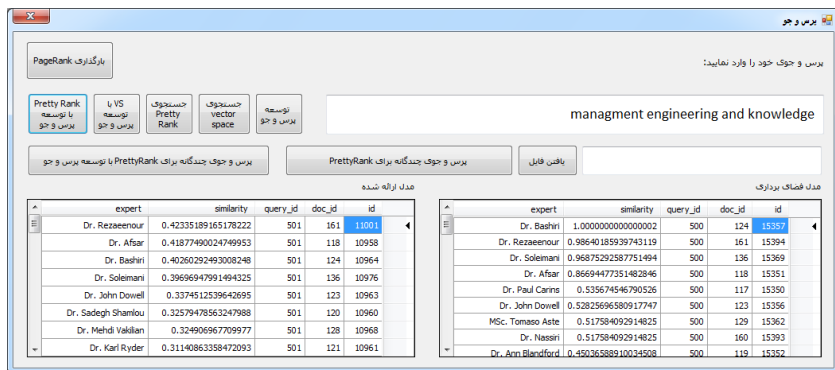 پرس و جو
پرس و جوی خود را وارد نمایید:
بارگذاری PageRank
managment engineering and knowledge
توسعه پرس و جو
جستجوی vector space
جستجوی Pretty Rank
VS با توسعه پرس و جو
Pretty Rank با توسعه پرس و جو
یافتن فایل
پرس و جوی چندگانه برای PrettyRank
پرس و جوی چندگانه برای PrettyRank با توسعه پرس و جو
مدل فضای برداری
expert similarity query_id doc_id id
Dr. Bashiri 1.0000000000000002 500 124 15357
Dr. Rezaeenour 0.98640185939743119 500 161 15394
Dr. Soleimani 0.96875292587751494 500 136 15369
Dr. Afsar 0.86694477351482846 500 118 15351
Dr. Paul Carins 0.535674546790526 500 117 15350
Dr. John Dowell 0.52825696580917747 500 123 15356
MSc. Tomaso Aste 0.517584092914825 500 129 15362
Dr. Nassiri 0.517584092914825 500 160 15393
Dr. Ann Blandford 0.45036588910034508 500 119 15352
مدل ارائه شده
expert similarity query_id doc_id id
Dr. Rezaeenour 0.42335189165178222 501 161 11001
Dr. Afsar 0.41877490024749953 501 118 10958
Dr. Bashiri 0.40260292493008248 501 124 10964
Dr. Soleimani 0.39696947991494325 501 136 10976
Dr. John Dowell 0.3374512539642695 501 123 10963
Dr. Sadegh Shamlou 0.32579478563247988 501 120 10960
Dr. Mehdi Vakilian 0.324906967709977 501 128 10968
Dr. Karl Ryder 0.31140863358472093 501 121 10961